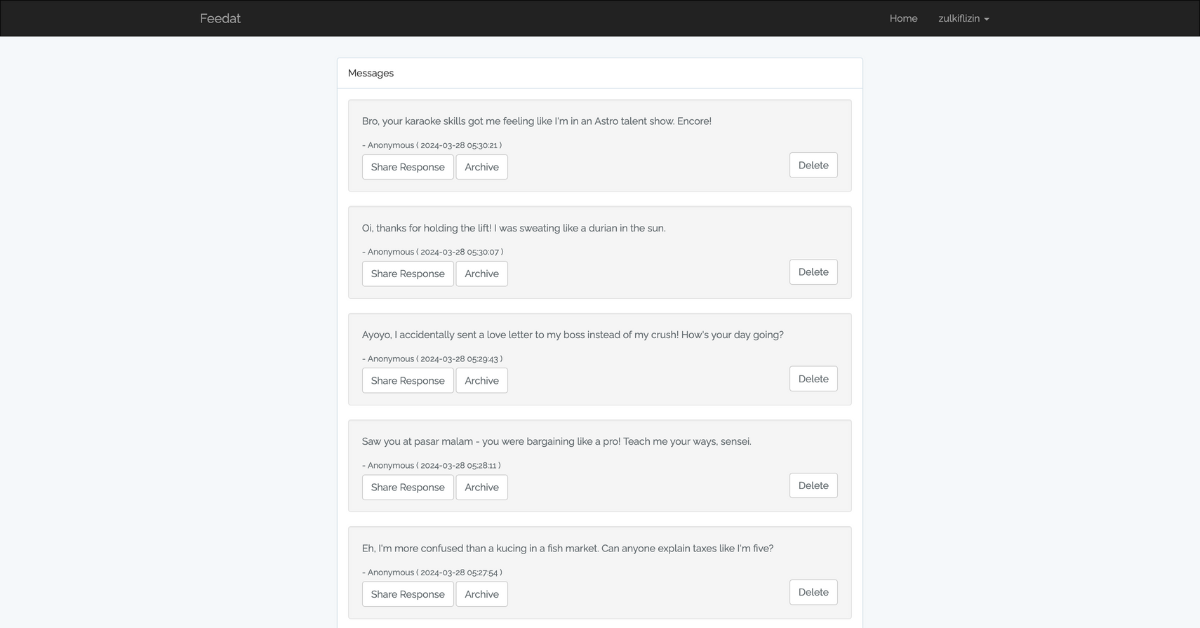 Feedat
Home
zulkiflizin
Messages
Bro, your karaoke skills got me feeling like I'm in an Astro talent show. Encore!
- Anonymous ( 2024-03-28 05:30:21 )
Share Response
Archive
Delete
Oi, thanks for holding the lift! I was sweating like a durian in the sun.
- Anonymous ( 2024-03-28 05:30:07 )
Share Response
Archive
Delete
Ayoyo, I accidentally sent a love letter to my boss instead of my crush! How's your day going?
- Anonymous ( 2024-03-28 05:29:43 )
Share Response
Archive
Delete
Saw you at pasar malam - you were bargaining like a pro! Teach me your ways, sensei.
- Anonymous ( 2024-03-28 05:28:11 )
Share Response
Archive
Delete
Eh, I'm more confused than a kucing in a fish market. Can anyone explain taxes like I'm five?
- Anonymous ( 2024-03-28 05:27:54 )
Share Response
Archive
Delete